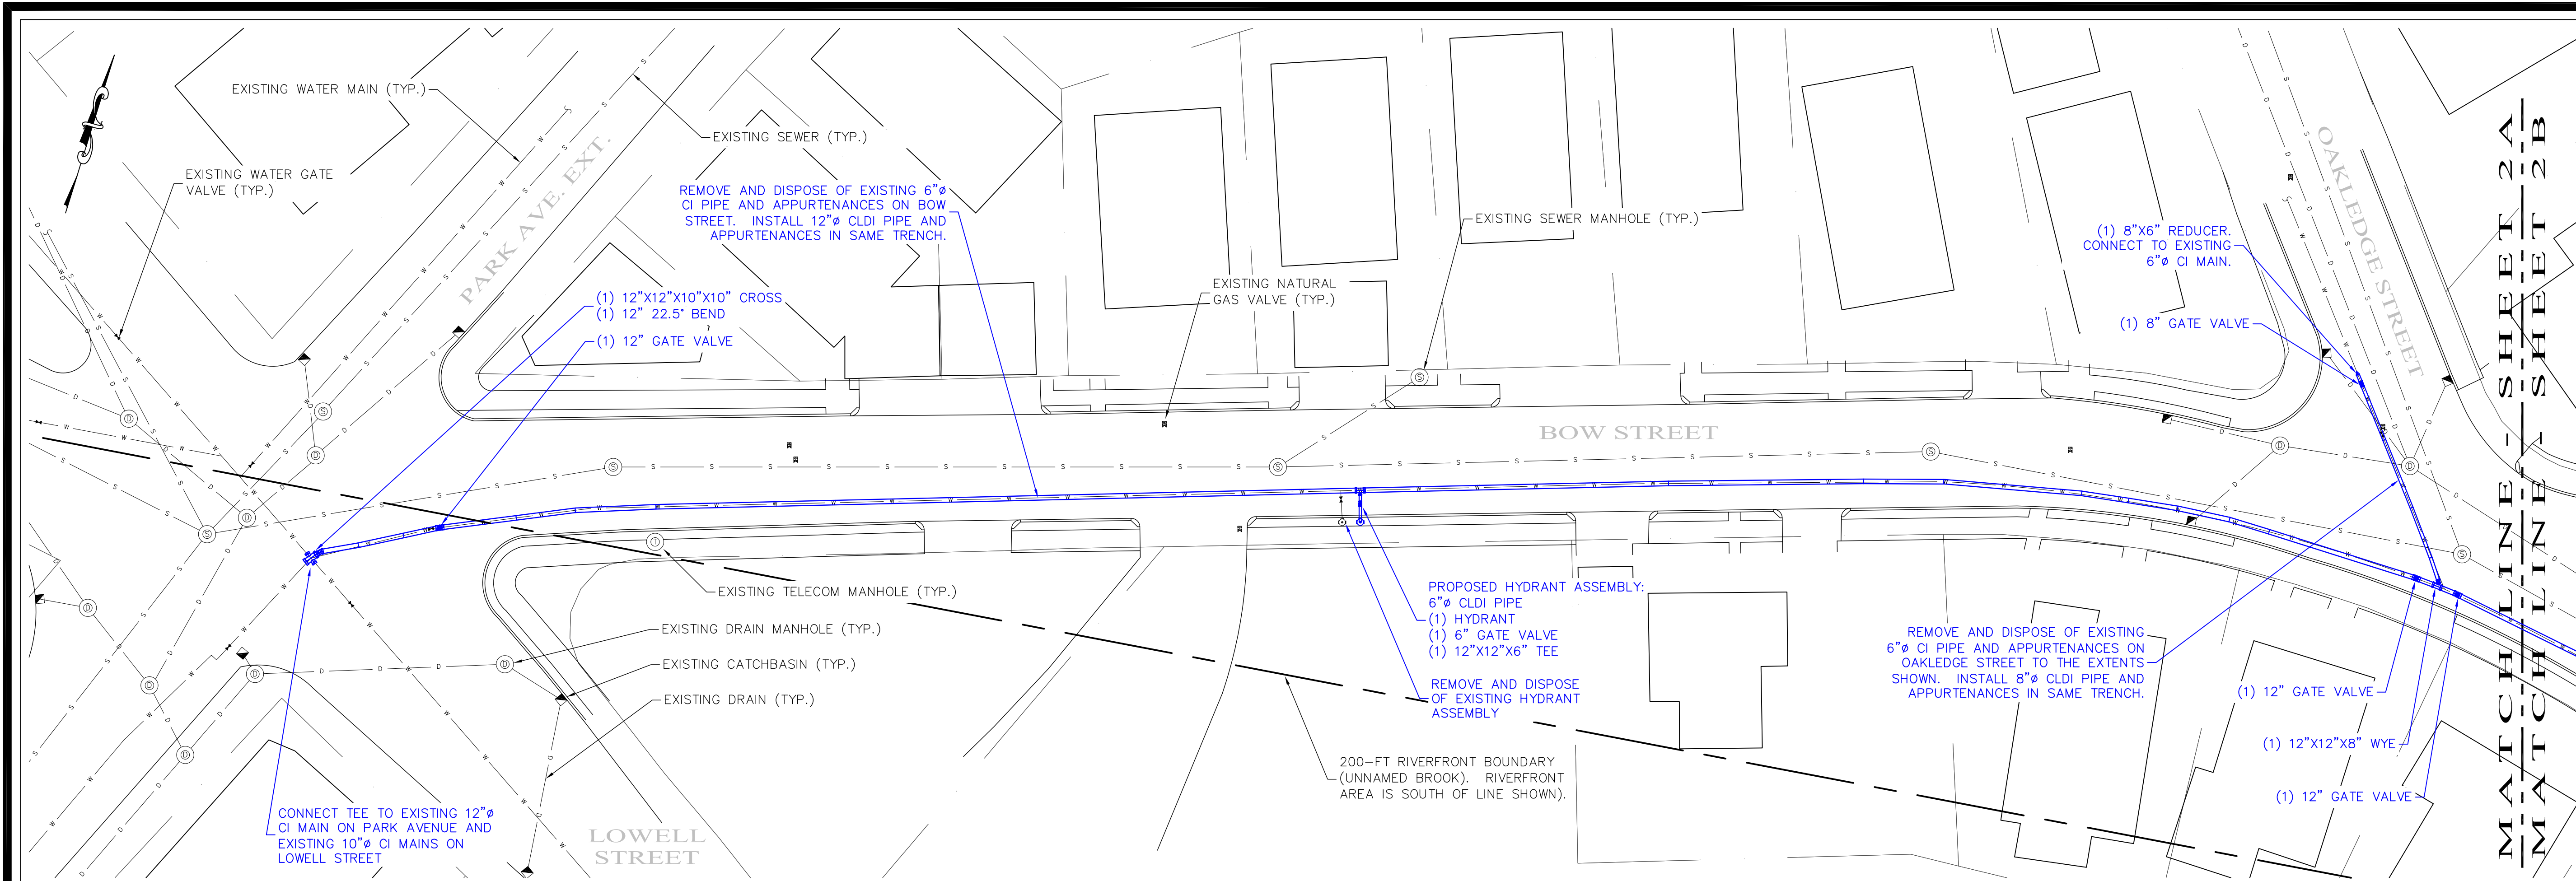 EXISTING WATER MAIN (TYP.)
EXISTING SEWER (TYP.)
EXISTING WATER GATE
VALVE (TYP.)
PARK AVE. EXT.
REMOVE AND DISPOSE OF EXISTING 6"ø
CI PIPE AND APPURTENANCES ON BOW
STREET. INSTALL 12"ø CLDI PIPE AND
APPURTENANCES IN SAME TRENCH.
EXISTING SEWER MANHOLE (TYP.)
(1) 8"X6" REDUCER.
CONNECT TO EXISTING
6"ø CI MAIN.
OAKLEDGE STREET
(1) 12"X12"X10"X10" CROSS
(1) 12" 22.5° BEND
(1) 12" GATE VALVE
EXISTING NATURAL
GAS VALVE (TYP.)
(1) 8" GATE VALVE
BOW STREET
MATCH LINE - SHEET 2A
MATCH LINE - SHEET 2B
EXISTING TELECOM MANHOLE (TYP.)
EXISTING DRAIN MANHOLE (TYP.)
EXISTING CATCHBASIN (TYP.)
EXISTING DRAIN (TYP.)
PROPOSED HYDRANT ASSEMBLY:
6"ø CLDI PIPE
(1) HYDRANT
(1) 6" GATE VALVE
(1) 12"X12"X6" TEE
REMOVE AND DISPOSE
OF EXISTING HYDRANT
ASSEMBLY
REMOVE AND DISPOSE OF EXISTING
6"ø CI PIPE AND APPURTENANCES ON
OAKLEDGE STREET TO THE EXTENTS
SHOWN. INSTALL 8"ø CLDI PIPE AND
APPURTENANCES IN SAME TRENCH.
(1) 12" GATE VALVE
(1) 12"X12"X8" WYE
(1) 12" GATE VALVE
200-FT RIVERFRONT BOUNDARY
(UNNAMED BROOK). RIVERFRONT
AREA IS SOUTH OF LINE SHOWN).
CONNECT TEE TO EXISTING 12"ø
CI MAIN ON PARK AVENUE AND
EXISTING 10"ø CI MAINS ON
LOWELL STREET
LOWELL
STREET